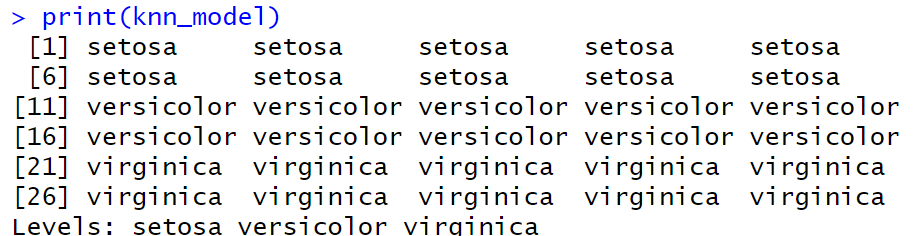 > print(knn_model)
 [1] setosa     setosa     setosa     setosa     setosa
 [6] setosa     setosa     setosa     setosa     setosa
[11] versicolor versicolor versicolor versicolor versicolor
[16] versicolor versicolor versicolor versicolor versicolor
[21] virginica  virginica  virginica  virginica  virginica
[26] virginica  virginica  virginica  virginica  virginica
Levels: setosa versicolor virginica